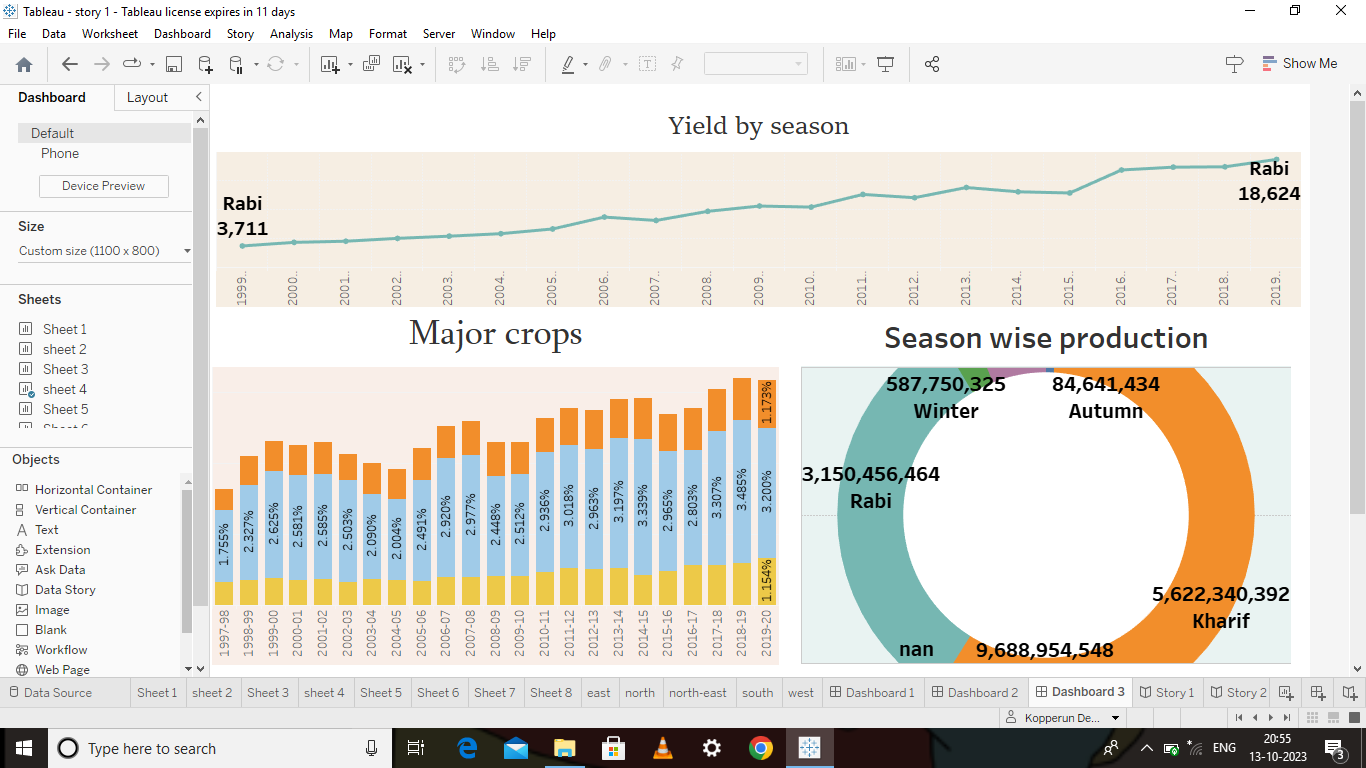 Tableau - story 1 - Tableau license expires in 11 days
File Data Worksheet Dashboard Story Analysis Map Format Server Window Help
Show Me
Dashboard Layout
Default
Phone
Device Preview
Size
Custom size (1100 x 800)
Sheets
Sheet 1
sheet 2
Sheet 3
sheet 4
Sheet 5
Objects
Horizontal Container
Vertical Container
Text
Extension
Ask Data
Data Story
Image
Blank
Workflow
Web Page
Yield by season
Rabi
3,711
Rabi
18,624
1999.. 2000.. 2001.. 2002.. 2003.. 2004.. 2005.. 2006.. 2007.. 2008.. 2009.. 2010.. 2011.. 2012.. 2013.. 2014.. 2015.. 2016.. 2017.. 2018.. 2019..
Major crops
1.173%
1.755% 2.327% 2.625% 2.581% 2.585% 2.503% 2.090% 2.004% 2.491% 2.920% 2.977% 2.448% 2.512% 2.936% 3.018% 2.963% 3.197% 3.339% 2.965% 2.803% 3.307% 3.485% 3.200%
1.154%
1997-98 1998-99 1999-00 2000-01 2001-02 2002-03 2003-04 2004-05 2005-06 2006-07 2007-08 2008-09 2009-10 2010-11 2011-12 2012-13 2013-14 2014-15 2015-16 2016-17 2017-18 2018-19 2019-20
Season wise production
587,750,325
Winter
84,641,434
Autumn
3,150,456,464
Rabi
5,622,340,392
Kharif
nan 9,688,954,548
Data Source Sheet 1 sheet 2 Sheet 3 sheet 4 Sheet 5 Sheet 6 Sheet 7 Sheet 8 east north north-east south west Dashboard 1 Dashboard 2 Dashboard 3 Story 1 Story 2
Kopperun De...
Type here to search
ENG
20:55
13-10-2023
3